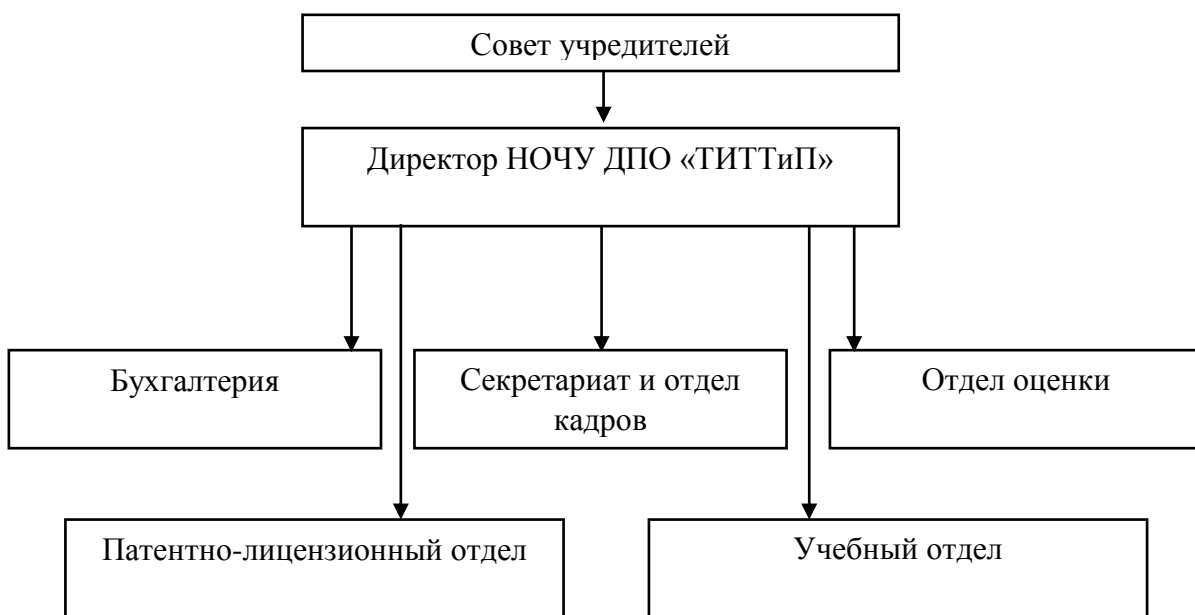 Совет учредителей
Директор НОЧУ ДПО «ТИТТиП»
Бухгалтерия
Секретариат и отдел
кадров
Отдел оценки
Патентно-лицензионный отдел
Учебный отдел